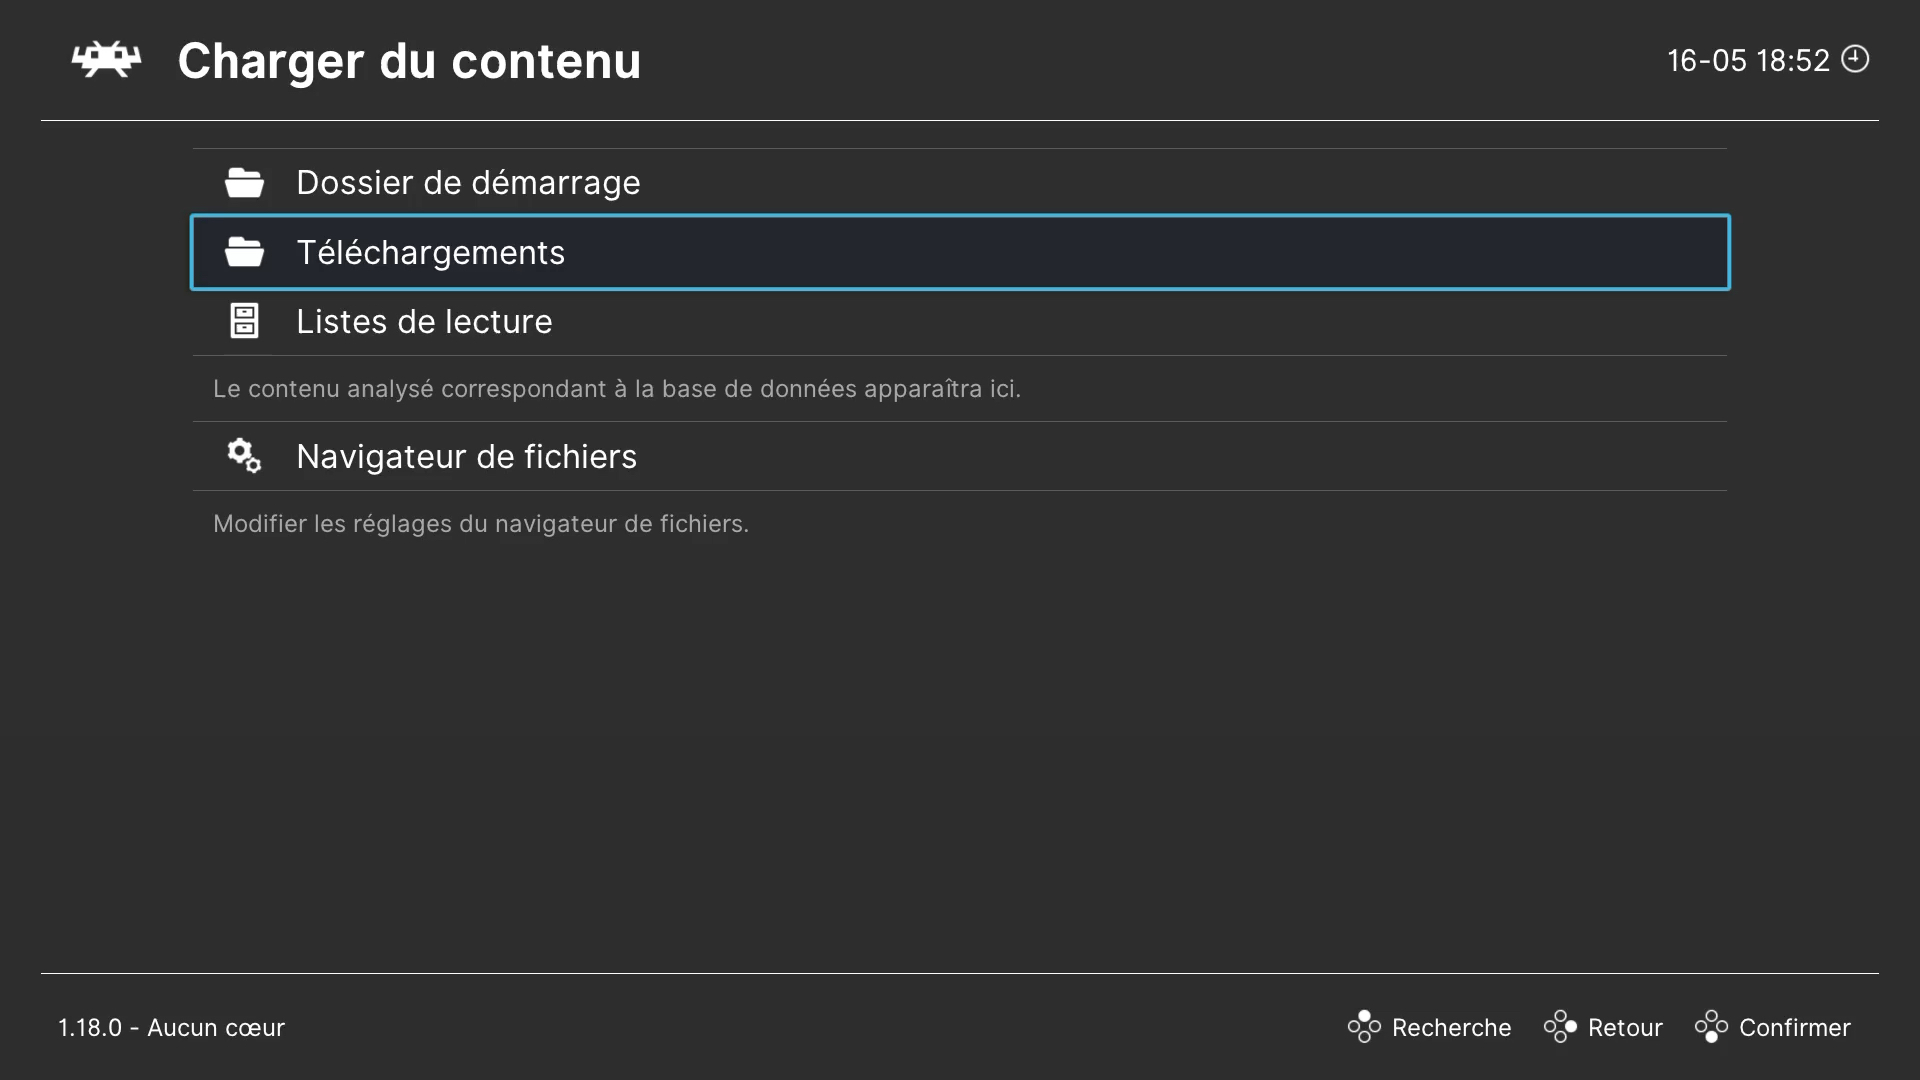 Charger du contenu
16-05 18:52
Dossier de démarrage
Téléchargements
Listes de lecture
Le contenu analysé correspondant à la base de données apparaîtra ici.
Navigateur de fichiers
Modifier les réglages du navigateur de fichiers.
1.18.0 - Aucun cœur
Recherche
Retour
Confirmer